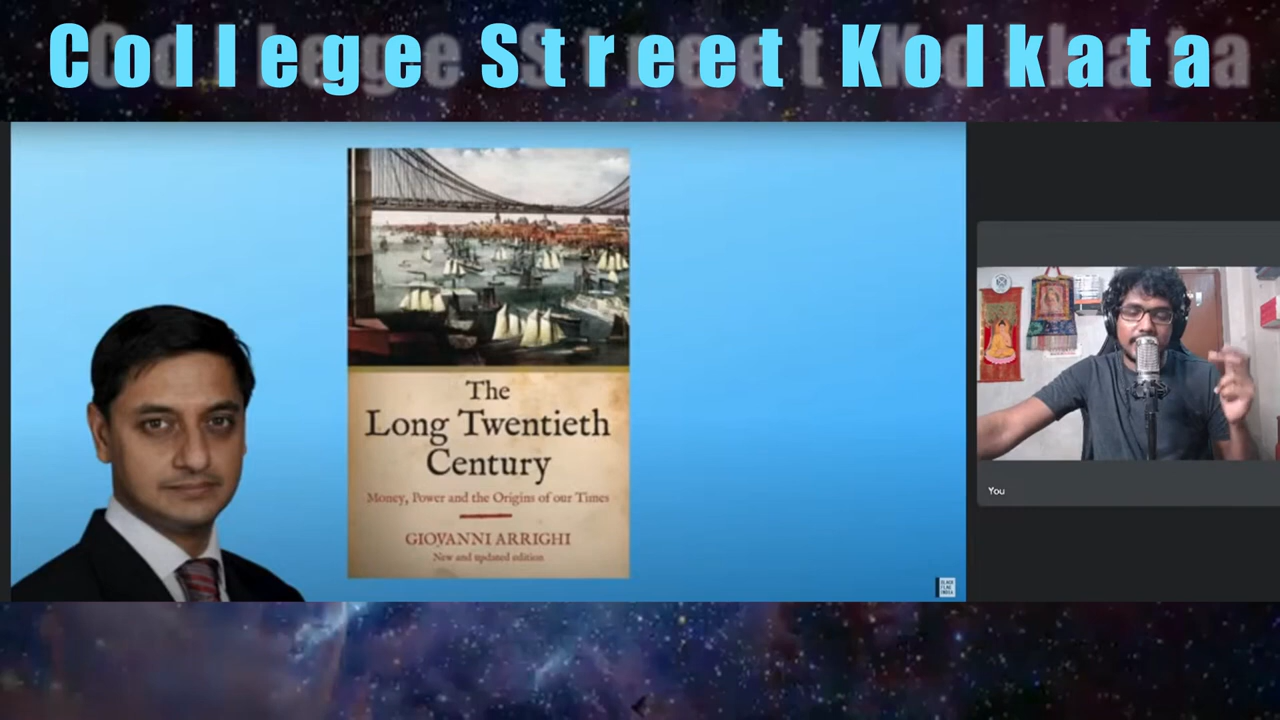 College Street Kolkata
The
Long Twentieth
Century
Money, Power and the Origins of our Times
GIOVANNI ARRIGHI
New and updated edition
You